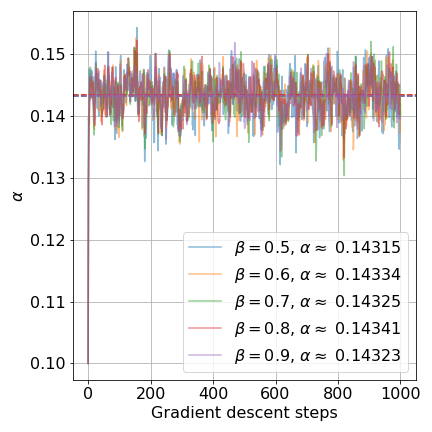 0.15
0.14
0.13
0.12
0.11
0.10
α
β = 0.5, α ≈ 0.14315
β = 0.6, α ≈ 0.14334
β = 0.7, α ≈ 0.14325
β = 0.8, α ≈ 0.14341
β = 0.9, α ≈ 0.14323
0 200 400 600 800 1000
Gradient descent steps